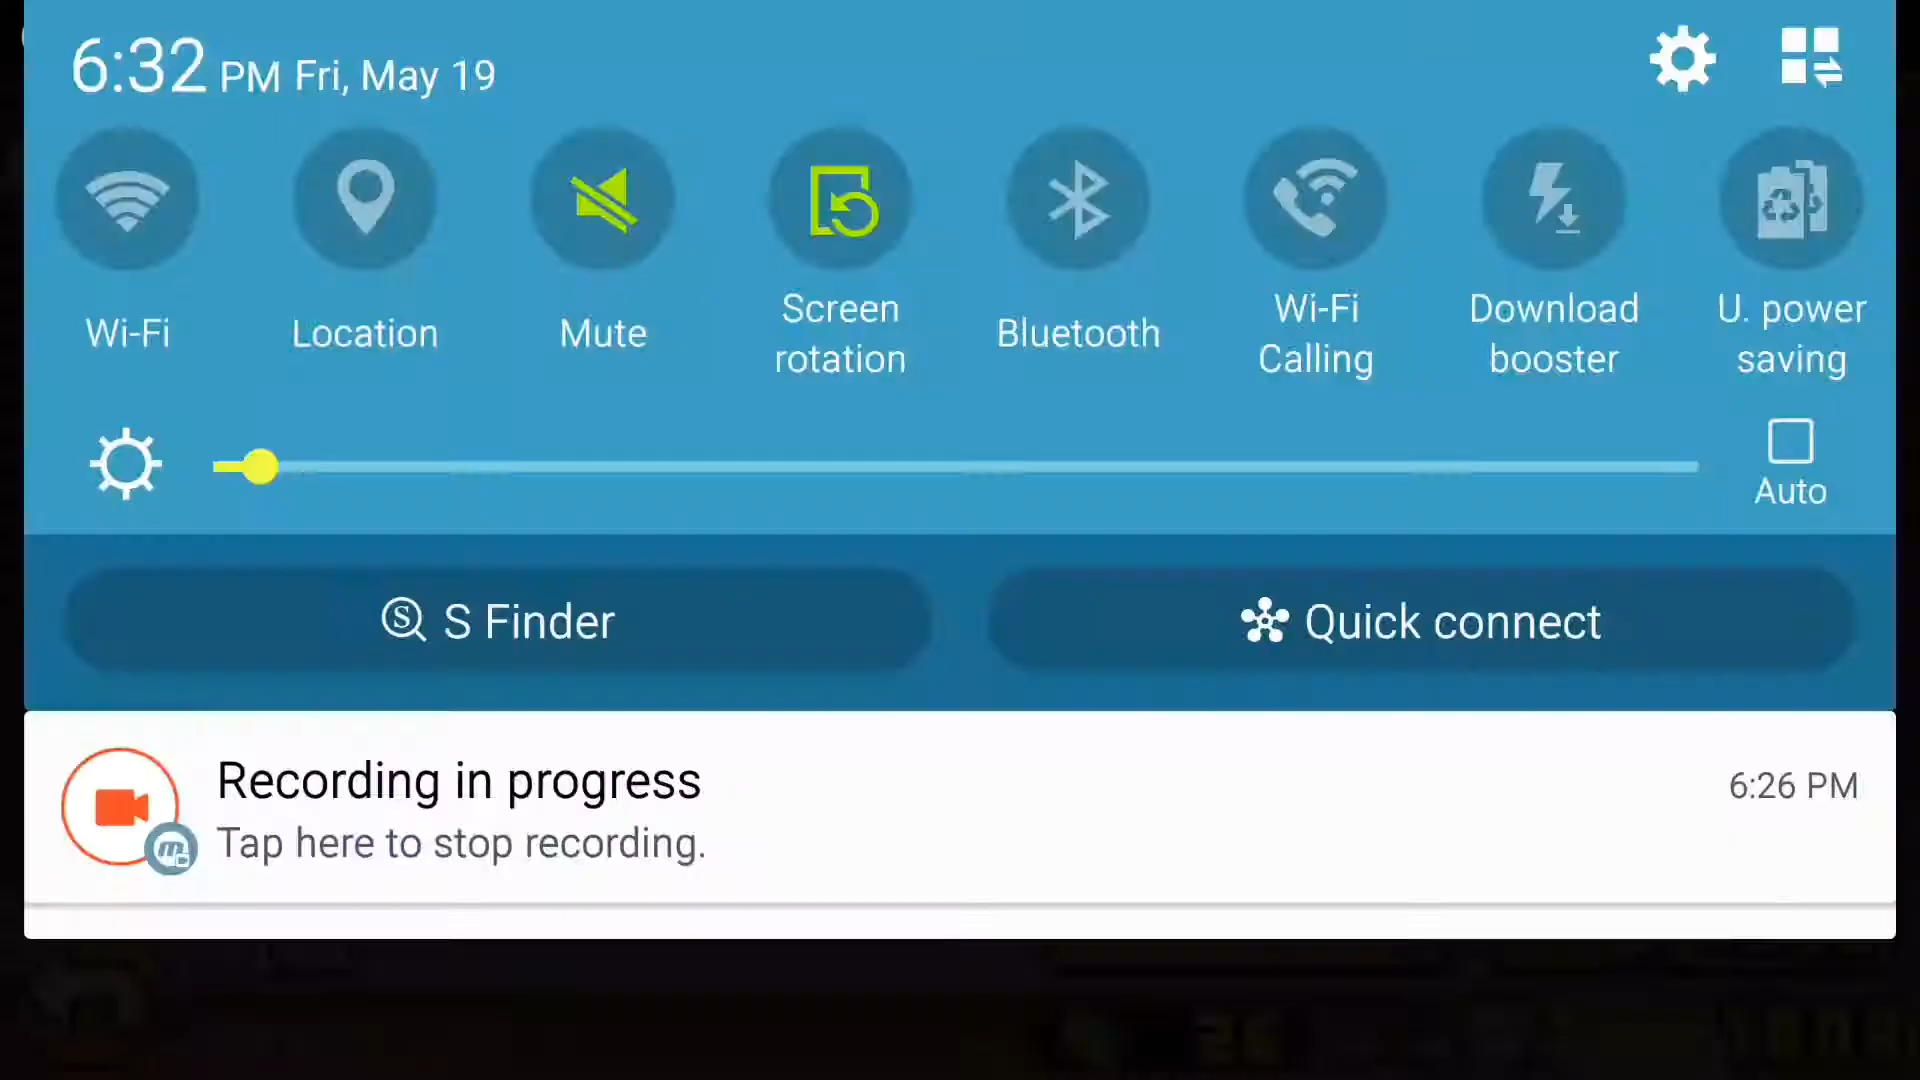 6:32 PM Fri, May 19
Wi-Fi
Location
Mute
Screen
rotation
Bluetooth
Wi-Fi
Calling
Download
booster
U. power
saving
Auto
S Finder
Quick connect
Recording in progress
6:26 PM
Tap here to stop recording.